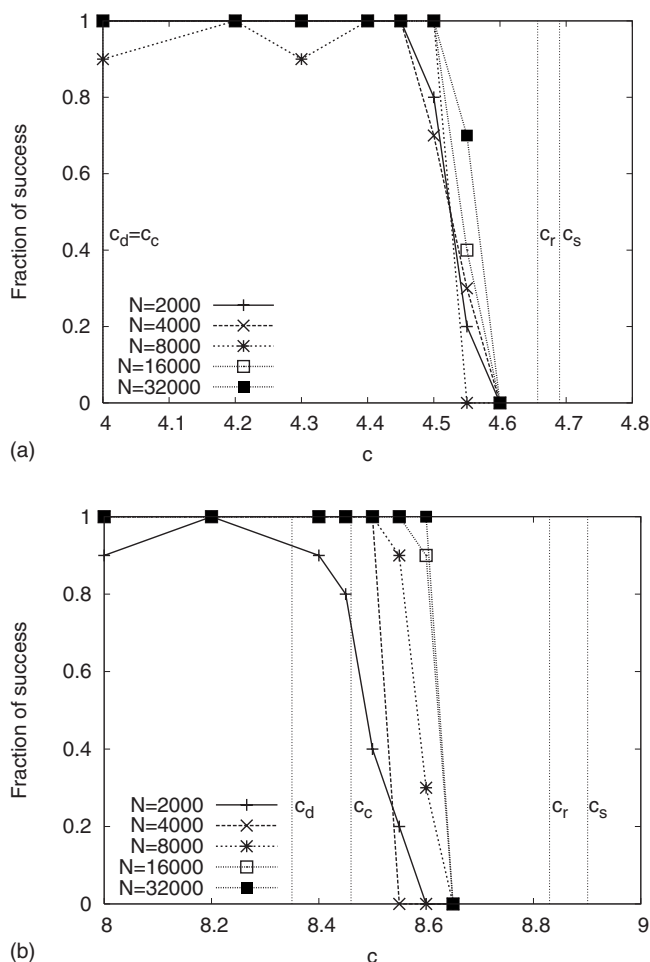 1
0.8
0.6
0.4
0.2
0
Fraction of success
c_d=c_c
c_r
c_s
N=2000
N=4000
N=8000
N=16000
N=32000
4
4.1
4.2
4.3
4.4
4.5
4.6
4.7
4.8
(a)
c
1
0.8
0.6
0.4
0.2
0
Fraction of success
c_d
c_c
c_r
c_s
N=2000
N=4000
N=8000
N=16000
N=32000
8
8.2
8.4
8.6
8.8
9
(b)
c